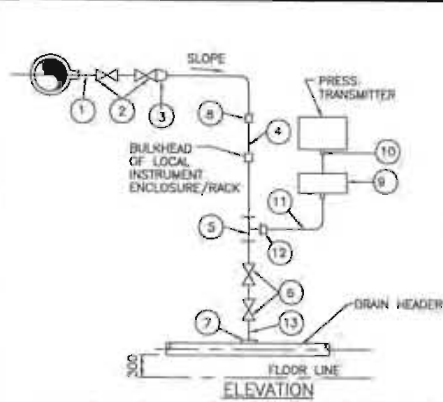 SLOPE
PRESS.
TRANSMITTER
1
2
3
8
4
10
BULKHEAD
OF LOCAL
INSTRUMENT
ENCLOSURE/RACK
9
11
5
12
6
DRAIN HEADER
7
13
300
FLOOR LINE
ELEVATION